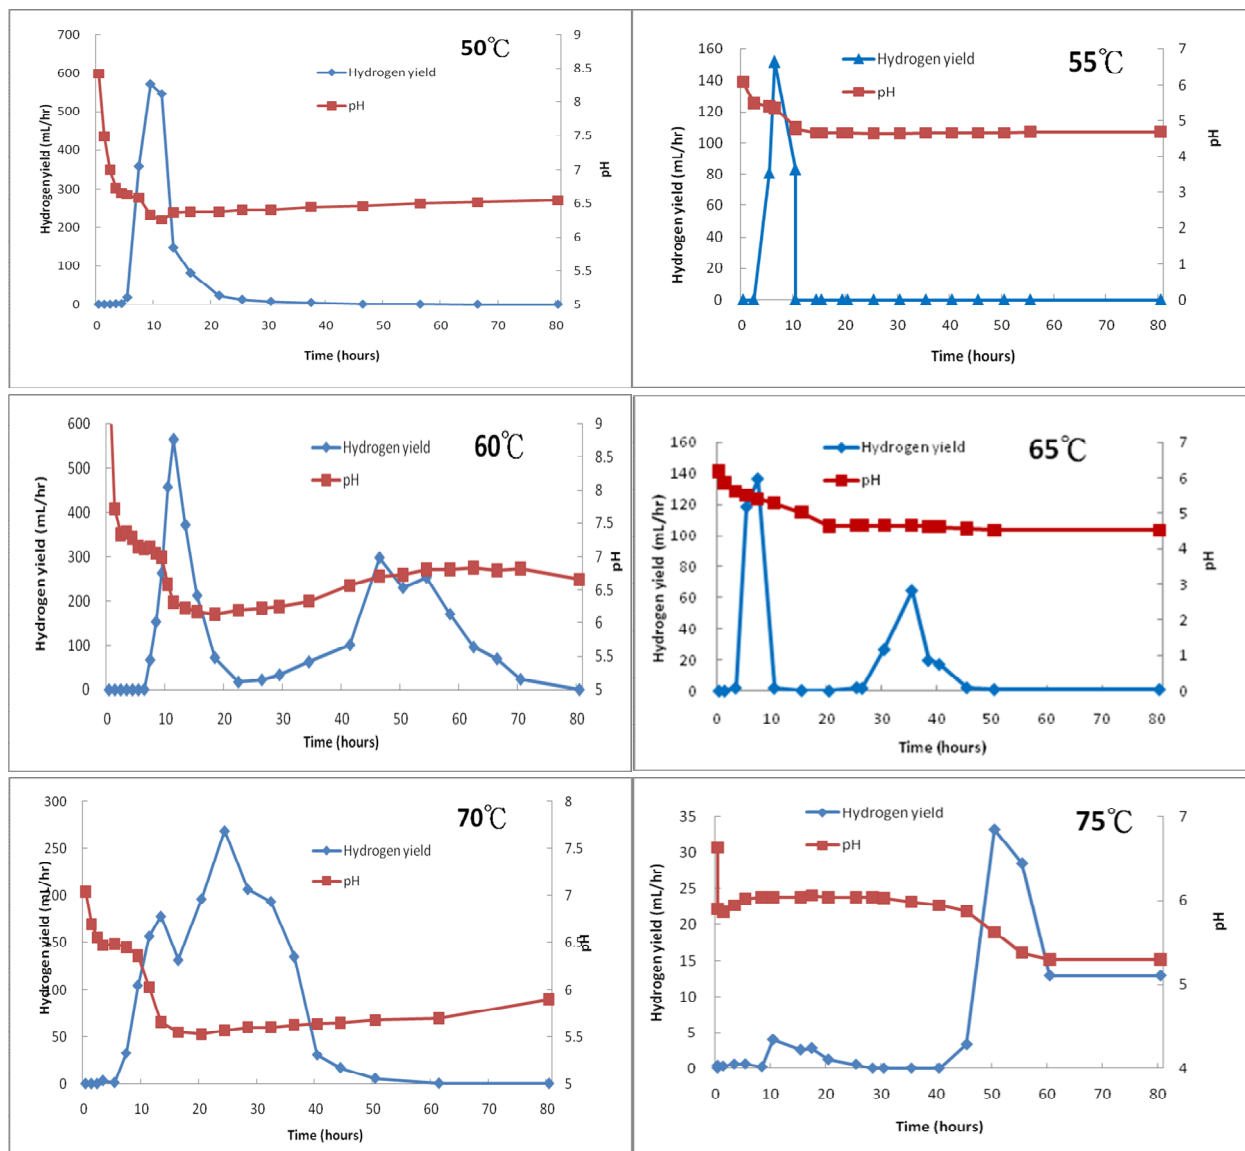 50℃
Hydrogen yield
pH
Hydrogen yield (mL/hr)
700
600
500
400
300
200
100
0
9
8.5
8
7.5
7
6.5
6
5.5
5
pH
0 10 20 30 40 50 60 70 80
Time (hours)
55℃
Hydrogen yield
pH
Hydrogen yield (mL/hr)
160
140
120
100
80
60
40
20
0
7
6
5
4
3
2
1
0
pH
0 10 20 30 40 50 60 70 80
Time (hours)
60℃
Hydrogen yield
pH
Hydrogen yield (mL/hr)
600
500
400
300
200
100
0
9
8.5
8
7.5
7
6.5
6
5.5
5
pH
0 10 20 30 40 50 60 70 80
Time (hours)
65℃
Hydrogen yield
pH
Hydrogen yield (mL/hr)
160
140
120
100
80
60
40
20
0
7
6
5
4
3
2
1
0
pH
0 10 20 30 40 50 60 70 80
Time (hours)
70℃
Hydrogen yield
pH
Hydrogen yield (mL/hr)
300
250
200
150
100
50
0
8
7.5
7
6.5
6
5.5
5
pH
0 10 20 30 40 50 60 70 80
Time (hours)
75℃
Hydrogen yield
pH
Hydrogen yield (mL/hr)
35
30
25
20
15
10
5
0
7
6
5
4
pH
0 10 20 30 40 50 60 70 80
Time (hours)